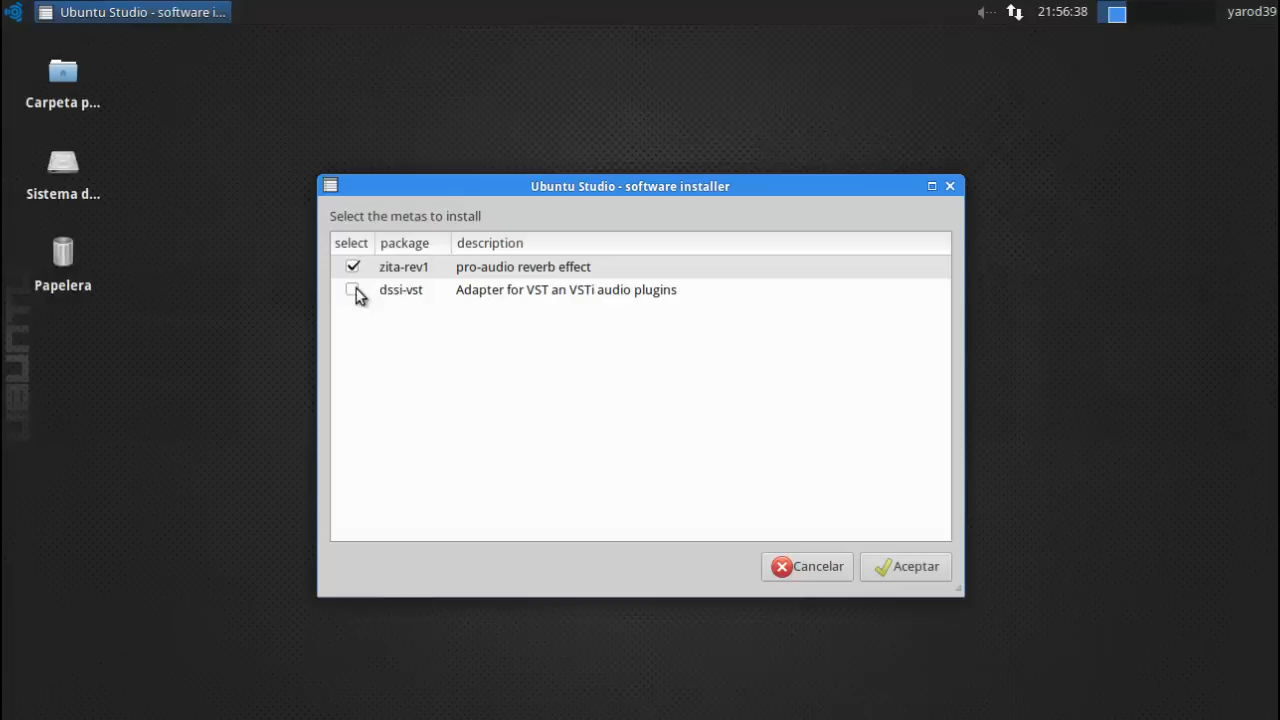 Ubuntu Studio - software i...
21:56:38
yarod39
Carpeta p...
Sistema d...
Papelera
UBUNTU
Ubuntu Studio - software installer
Select the metas to install
select package description
zita-rev1 pro-audio reverb effect
dssi-vst Adapter for VST an VSTi audio plugins
Cancelar Aceptar